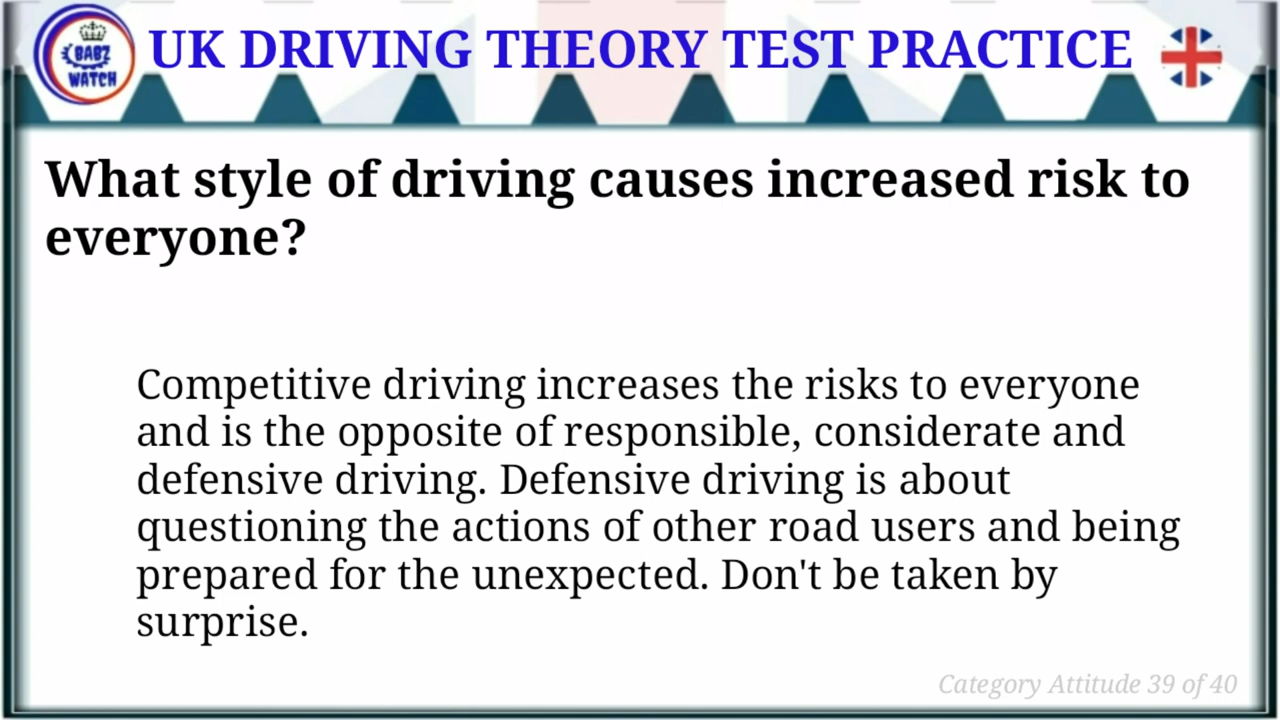 BABZ
WATCH
UK DRIVING THEORY TEST PRACTICE
What style of driving causes increased risk to
everyone?
Competitive driving increases the risks to everyone
and is the opposite of responsible, considerate and
defensive driving. Defensive driving is about
questioning the actions of other road users and being
prepared for the unexpected. Don't be taken by
surprise.
Category Attitude 39 of 40